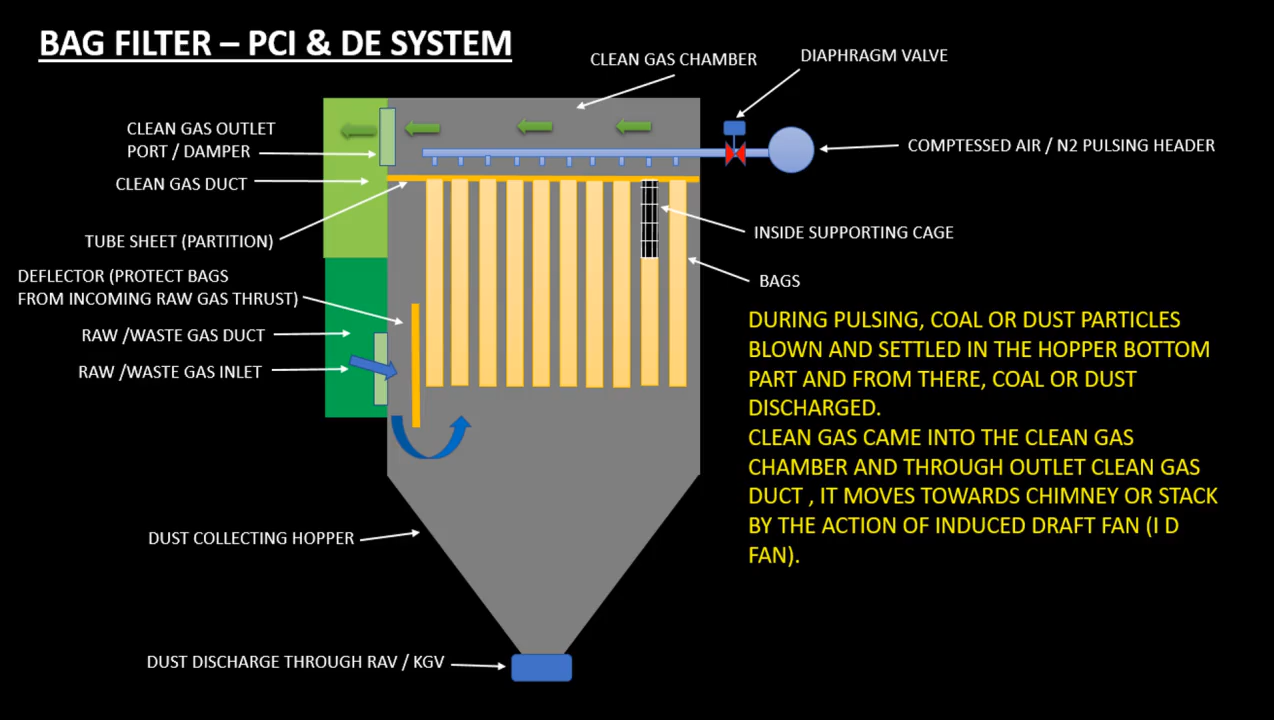 BAG FILTER – PCI & DE SYSTEM
CLEAN GAS CHAMBER
DIAPHRAGM VALVE
CLEAN GAS OUTLET
PORT / DAMPER
COMPTESSED AIR / N2 PULSING HEADER
CLEAN GAS DUCT
TUBE SHEET (PARTITION)
INSIDE SUPPORTING CAGE
DEFLECTOR (PROTECT BAGS
FROM INCOMING RAW GAS THRUST)
BAGS
RAW /WASTE GAS DUCT
RAW /WASTE GAS INLET
DURING PULSING, COAL OR DUST PARTICLES
BLOWN AND SETTLED IN THE HOPPER BOTTOM
PART AND FROM THERE, COAL OR DUST
DISCHARGED.
CLEAN GAS CAME INTO THE CLEAN GAS
CHAMBER AND THROUGH OUTLET CLEAN GAS
DUCT , IT MOVES TOWARDS CHIMNEY OR STACK
BY THE ACTION OF INDUCED DRAFT FAN (I D
FAN).
DUST COLLECTING HOPPER
DUST DISCHARGE THROUGH RAV / KGV